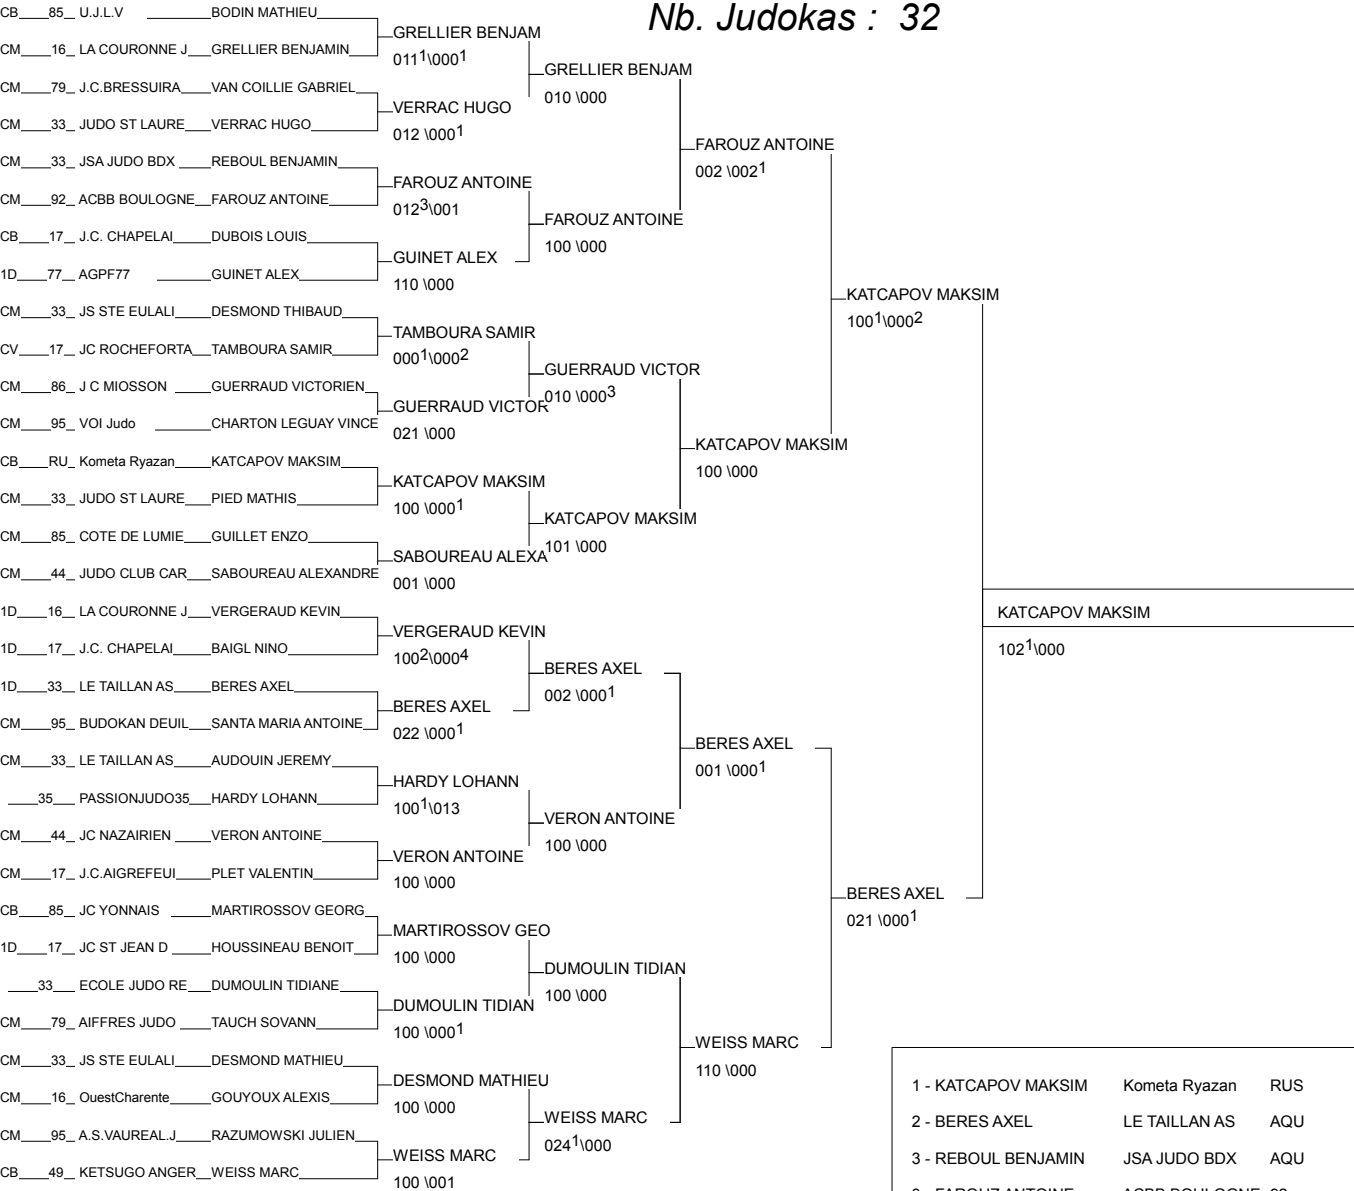 Nb. Judokas : 32
CB 85 U.J.L.V BODIN MATHIEU
CM 16 LA COURONNE J GRELLIER BENJAMIN
CM 79 J.C.BRESSUIRA VAN COILLIE GABRIEL
CM 33 JUDO ST LAURE VERRAC HUGO
CM 33 JSA JUDO BDX REBOUL BENJAMIN
CM 92 ACBB BOULOGNE FAROUZ ANTOINE
CB 17 J.C. CHAPELAI DUBOIS LOUIS
1D 77 AGPF77 GUINET ALEX
CM 33 JS STE EULALI DESMOND THIBAUD
CV 17 JC ROCHEFORTA TAMBOURA SAMIR
CM 86 J C MIOSSON GUERRAUD VICTORIEN
CM 95 VOI Judo CHARTON LEGUAY VINCE
CB RU Kometa Ryazan KATCAPOV MAKSIM
CM 33 JUDO ST LAURE PIED MATHIS
CM 85 COTE DE LUMIE GUILLET ENZO
CM 44 JUDO CLUB CAR SABOUREAU ALEXANDRE
1D 16 LA COURONNE J VERGERAUD KEVIN
1D 17 J.C. CHAPELAI BAIGL NINO
1D 33 LE TAILLAN AS BERES AXEL
CM 95 BUDOKAN DEUIL SANTA MARIA ANTOINE
CM 33 LE TAILLAN AS AUDOUIN JEREMY
35 PASSIONJUDO35 HARDY LOHANN
CM 44 JC NAZAIRIEN VERON ANTOINE
CM 17 J.C.AIGREFEUI PLET VALENTIN
CB 85 JC YONNAIS MARTIROSSOV GEORG
1D 17 JC ST JEAN D HOUSSINEAU BENOIT
33 ECOLE JUDO RE DUMOULIN TIDIANE
CM 79 AIFFRES JUDO TAUCH SOVANN
CM 33 JS STE EULALI DESMOND MATHIEU
CM 16 OuestCharente GOUYOUX ALEXIS
CM 95 A.S.VAUREAL.J RAZUMOWSKI JULIEN
CB 49 KETSUGO ANGER WEISS MARC
GRELLIER BENJAM
011¹\000¹
VERRAC HUGO
012 \000¹
FAROUZ ANTOINE
012³\001
GUINET ALEX
110 \000
TAMBOURA SAMIR
000¹\000²
GUERRAUD VICTOR
021 \000
KATCAPOV MAKSIM
100 \000¹
SABOUREAU ALEXA
001 \000
VERGERAUD KEVIN
100²\000⁴
BERES AXEL
022 \000¹
HARDY LOHANN
100¹\013
VERON ANTOINE
100 \000
MARTIROSSOV GEO
100 \000
DUMOULIN TIDIAN
100 \000¹
DESMOND MATHIEU
100 \000
WEISS MARC
100 \001
GRELLIER BENJAM
010 \000
FAROUZ ANTOINE
100 \000
GUERRAUD VICTOR
010 \000³
KATCAPOV MAKSIM
101 \000
BERES AXEL
002 \000¹
VERON ANTOINE
100 \000
DUMOULIN TIDIAN
100 \000
WEISS MARC
024¹\000
FAROUZ ANTOINE
002 \002¹
KATCAPOV MAKSIM
100 \000
BERES AXEL
001 \000¹
WEISS MARC
110 \000
KATCAPOV MAKSIM
100¹\000²
BERES AXEL
021 \000¹
KATCAPOV MAKSIM
102¹\000
1 - KATCAPOV MAKSIM Kometa Ryazan RUS
2 - BERES AXEL LE TAILLAN AS AQU
3 - REBOUL BENJAMIN JSA JUDO BDX AQU